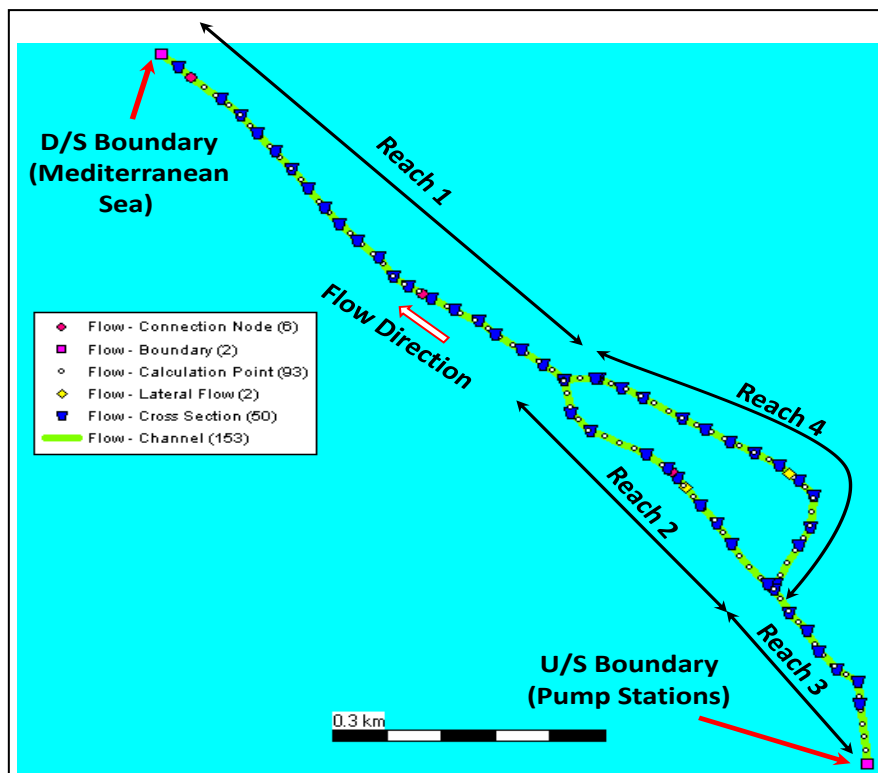 D/S Boundary
(Mediterranean
Sea)
Reach 1
Flow Direction
Flow - Connection Node (6)
Flow - Boundary (2)
Flow - Calculation Point (93)
Flow - Lateral Flow (2)
Flow - Cross Section (50)
Flow - Channel (153)
Reach 4
Reach 2
Reach 3
U/S Boundary
(Pump Stations)
0.3 km